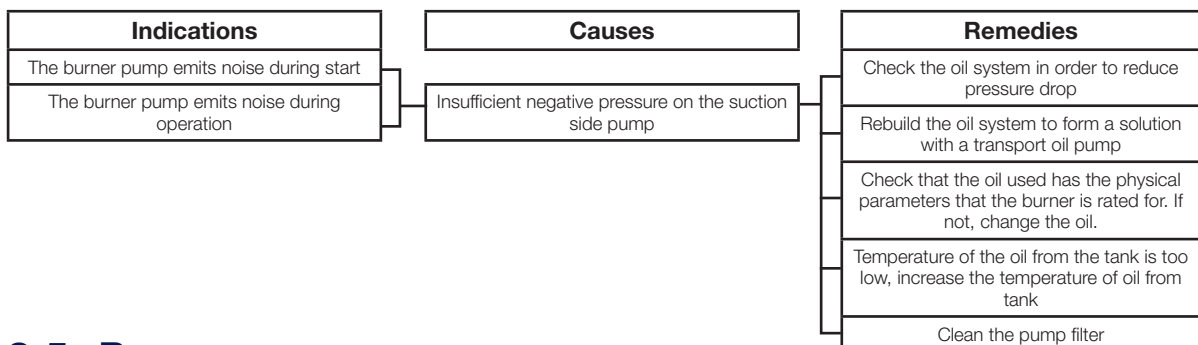 Indications
Causes
Remedies
The burner pump emits noise during start
The burner pump emits noise during
operation
Insufficient negative pressure on the suction
side pump
Check the oil system in order to reduce
pressure drop
Rebuild the oil system to form a solution
with a transport oil pump
Check that the oil used has the physical
parameters that the burner is rated for. If
not, change the oil.
Temperature of the oil from the tank is too
low, increase the temperature of oil from
tank
Clean the pump filter